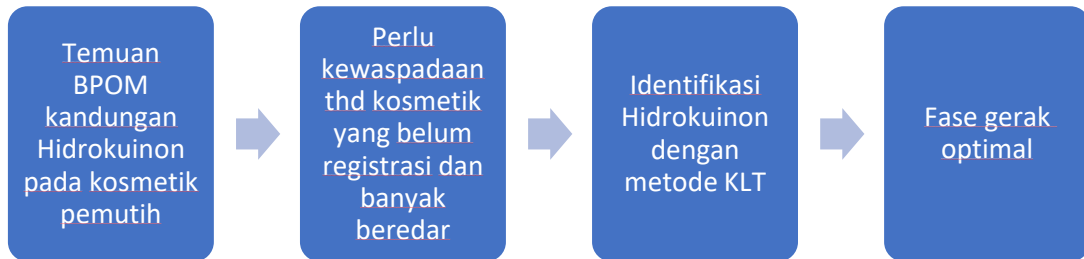 Temuan
BPOM
kandungan
Hidrokuinon
pada kosmetik
pemutih
Perlu
kewaspadaan
thd kosmetik
yang belum
registrasi dan
banyak
beredar
Identifikasi
Hidrokuinon
dengan
metode KLT
Fase gerak
optimal